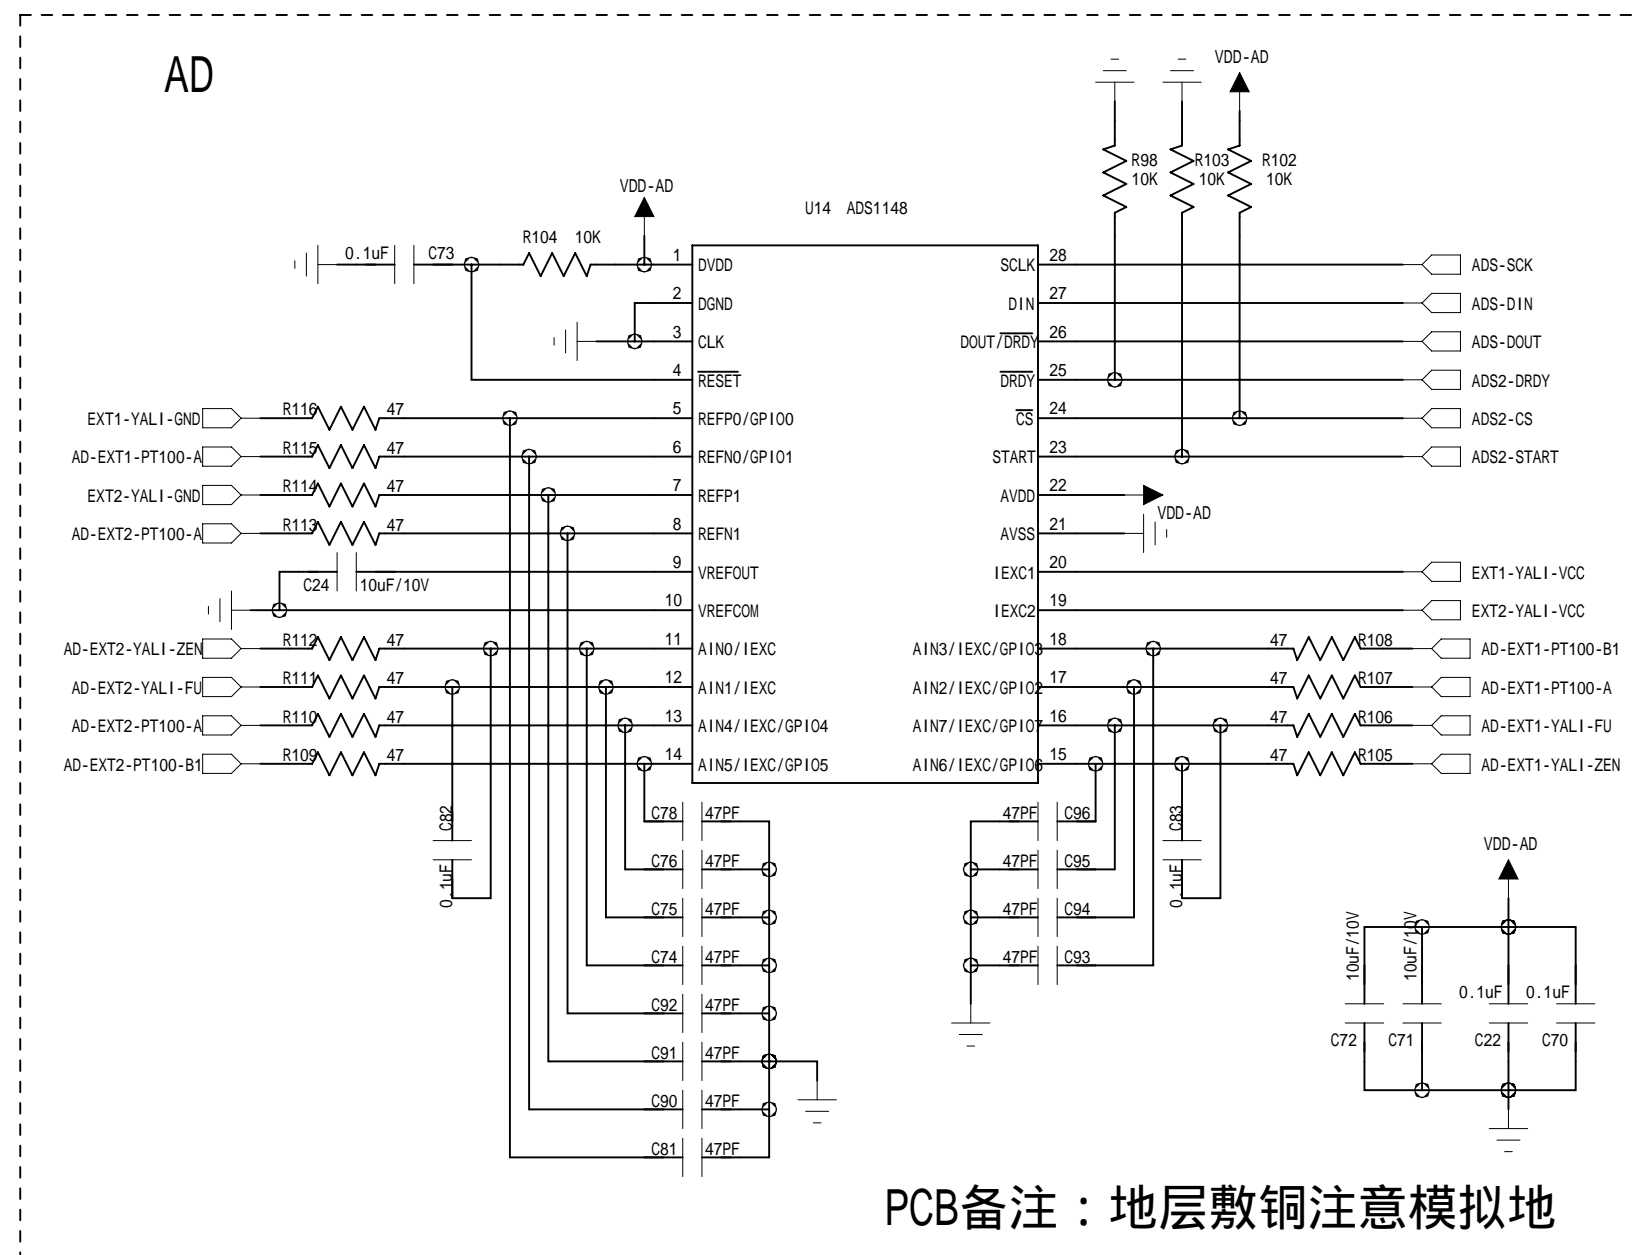 AD
VDD-AD
R98 10K
R103 10K
R102 10K
VDD-AD
U14 ADS1148
0.1uF C73
R104 10K
1 DVDD
SCLK 28 ADS-SCK
2 DGND
DIN 27 ADS-DIN
3 CLK
DOUT/DRDY 26 ADS-DOUT
4 RESET
DRDY 25 ADS2-DRDY
EXT1-YALI-GND R116 47 5 REFP0/GPIO0
CS 24 ADS2-CS
AD-EXT1-PT100-A R115 47 6 REFN0/GPIO1
START 23 ADS2-START
EXT2-YALI-GND R114 47 7 REFP1
AVDD 22 VDD-AD
AD-EXT2-PT100-A R113 47 8 REFN1
AVSS 21
C24 10uF/10V 9 VREFOUT
IEXC1 20 EXT1-YALI-VCC
10 VREFCOM
IEXC2 19 EXT2-YALI-VCC
AD-EXT2-YALI-ZEN R112 47 11 AIN0/IEXC
AIN3/IEXC/GPIO3 18 47 R108 AD-EXT1-PT100-B1
AD-EXT2-YALI-FU R111 47 12 AIN1/IEXC
AIN2/IEXC/GPIO2 17 47 R107 AD-EXT1-PT100-A
AD-EXT2-PT100-A R110 47 13 AIN4/IEXC/GPIO4
AIN7/IEXC/GPIO7 16 47 R106 AD-EXT1-YALI-FU
AD-EXT2-PT100-B1 R109 47 14 AIN5/IEXC/GPIO5
AIN6/IEXC/GPIO6 15 47 R105 AD-EXT1-YALI-ZEN
C82 0.1uF
C78 47PF
47PF C96
C83 0.1uF
C76 47PF
47PF C95
C75 47PF
47PF C94
C74 47PF
47PF C93
C92 47PF
C91 47PF
C90 47PF
C81 47PF
VDD-AD
10uF/10V 10uF/10V 0.1uF 0.1uF
C72 C71 C22 C70
PCB备注：地层敷铜注意模拟地